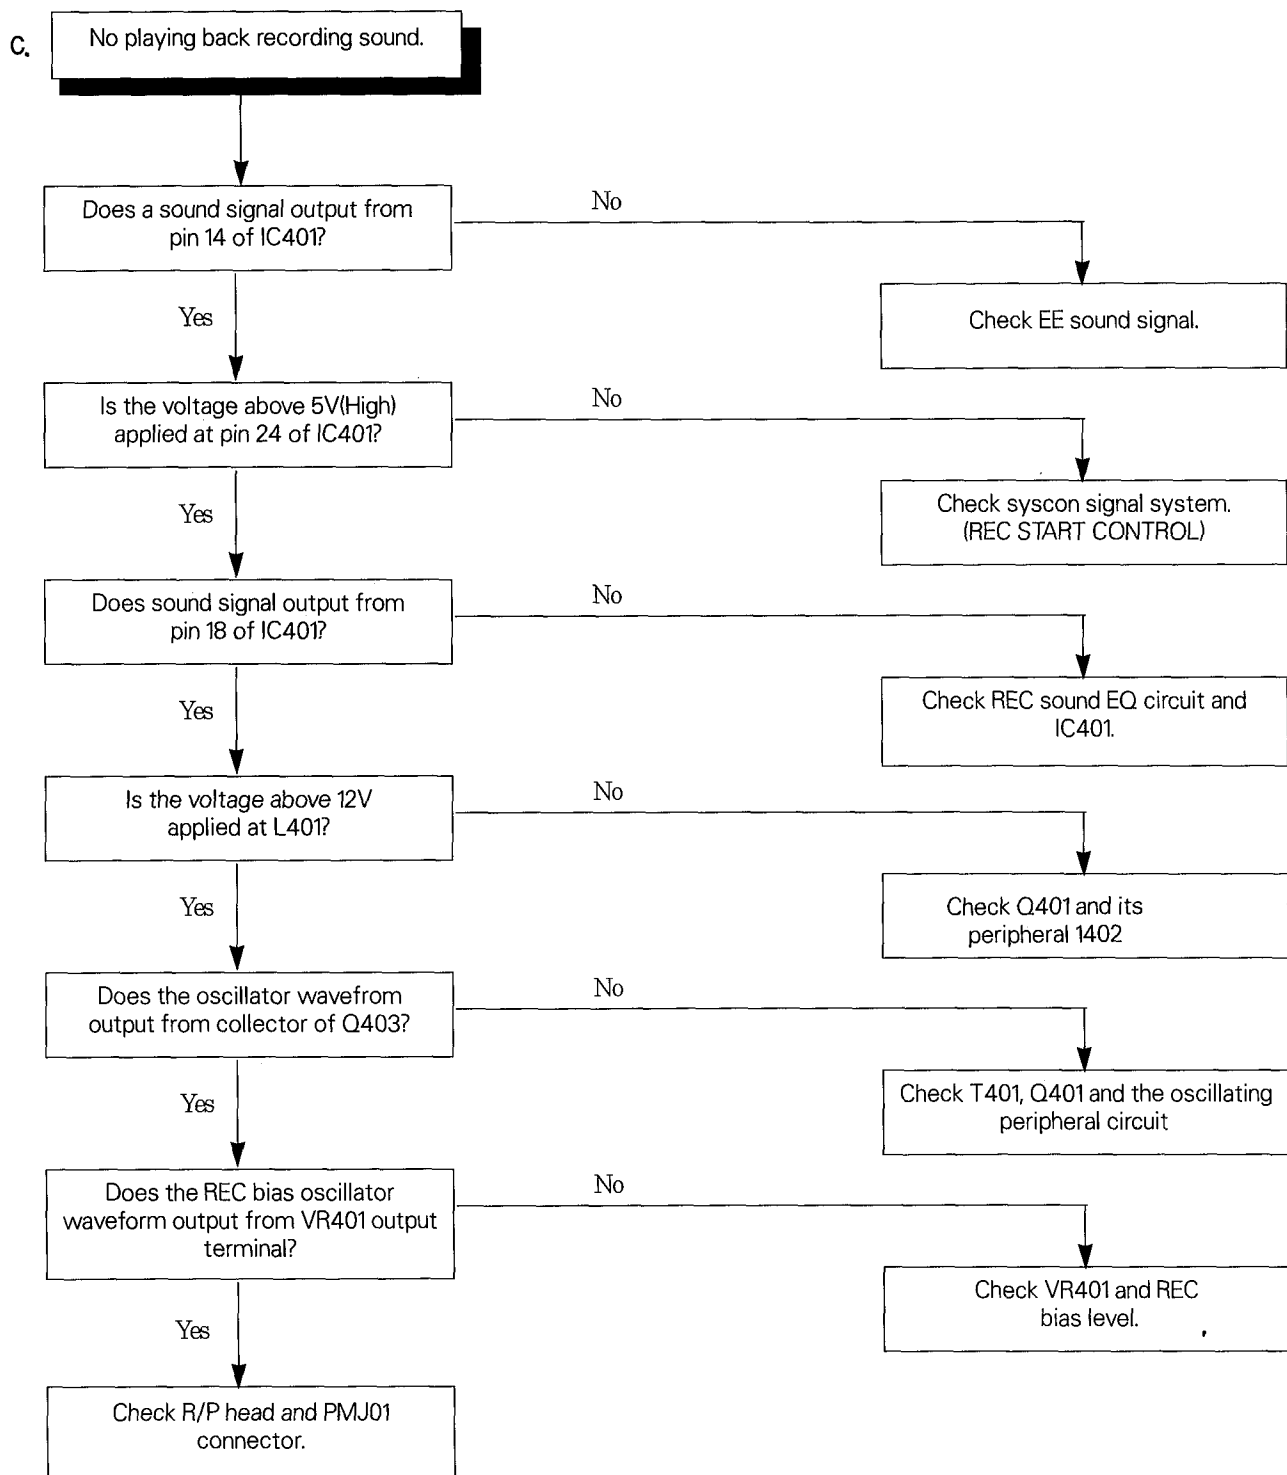 C.
No playing back recording sound.
Does a sound signal output from
pin 14 of IC401?
No
Check EE sound signal.
Yes
Is the voltage above 5V(High)
applied at pin 24 of IC401?
No
Check syscon signal system.
(REC START CONTROL)
Yes
Does sound signal output from
pin 18 of IC401?
No
Check REC sound EQ circuit and
IC401.
Yes
Is the voltage above 12V
applied at L401?
No
Check Q401 and its
peripheral 1402
Yes
Does the oscillator wavefrom
output from collector of Q403?
No
Check T401, Q401 and the oscillating
peripheral circuit
Yes
Does the REC bias oscillator
waveform output from VR401 output
terminal?
No
Check VR401 and REC
bias level.
Yes
Check R/P head and PMJ01
connector.